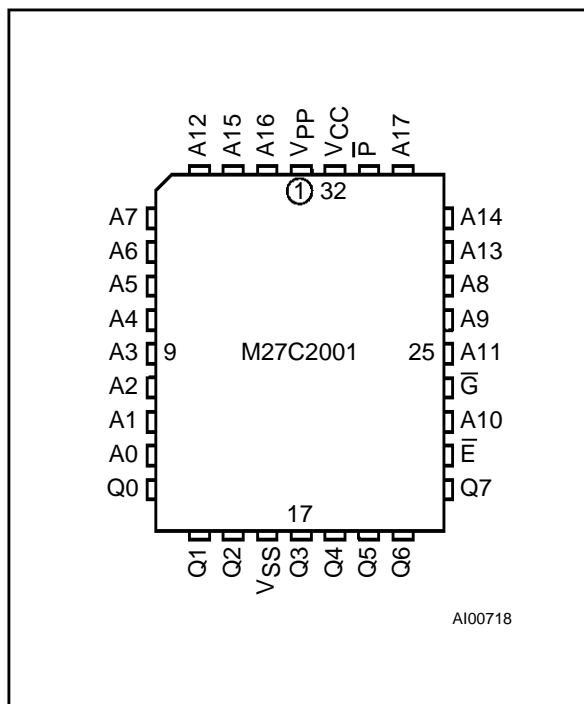 A12 A15 A16 VPP VCC P̅ A17
1 32
A7 A14
A6 A13
A5 A8
A4 A9
A3 9 M27C2001 25 A11
A2 G̅
A1 A10
A0 E̅
Q0 Q7
17
Q1 Q2 VSS Q3 Q4 Q5 Q6
AI00718